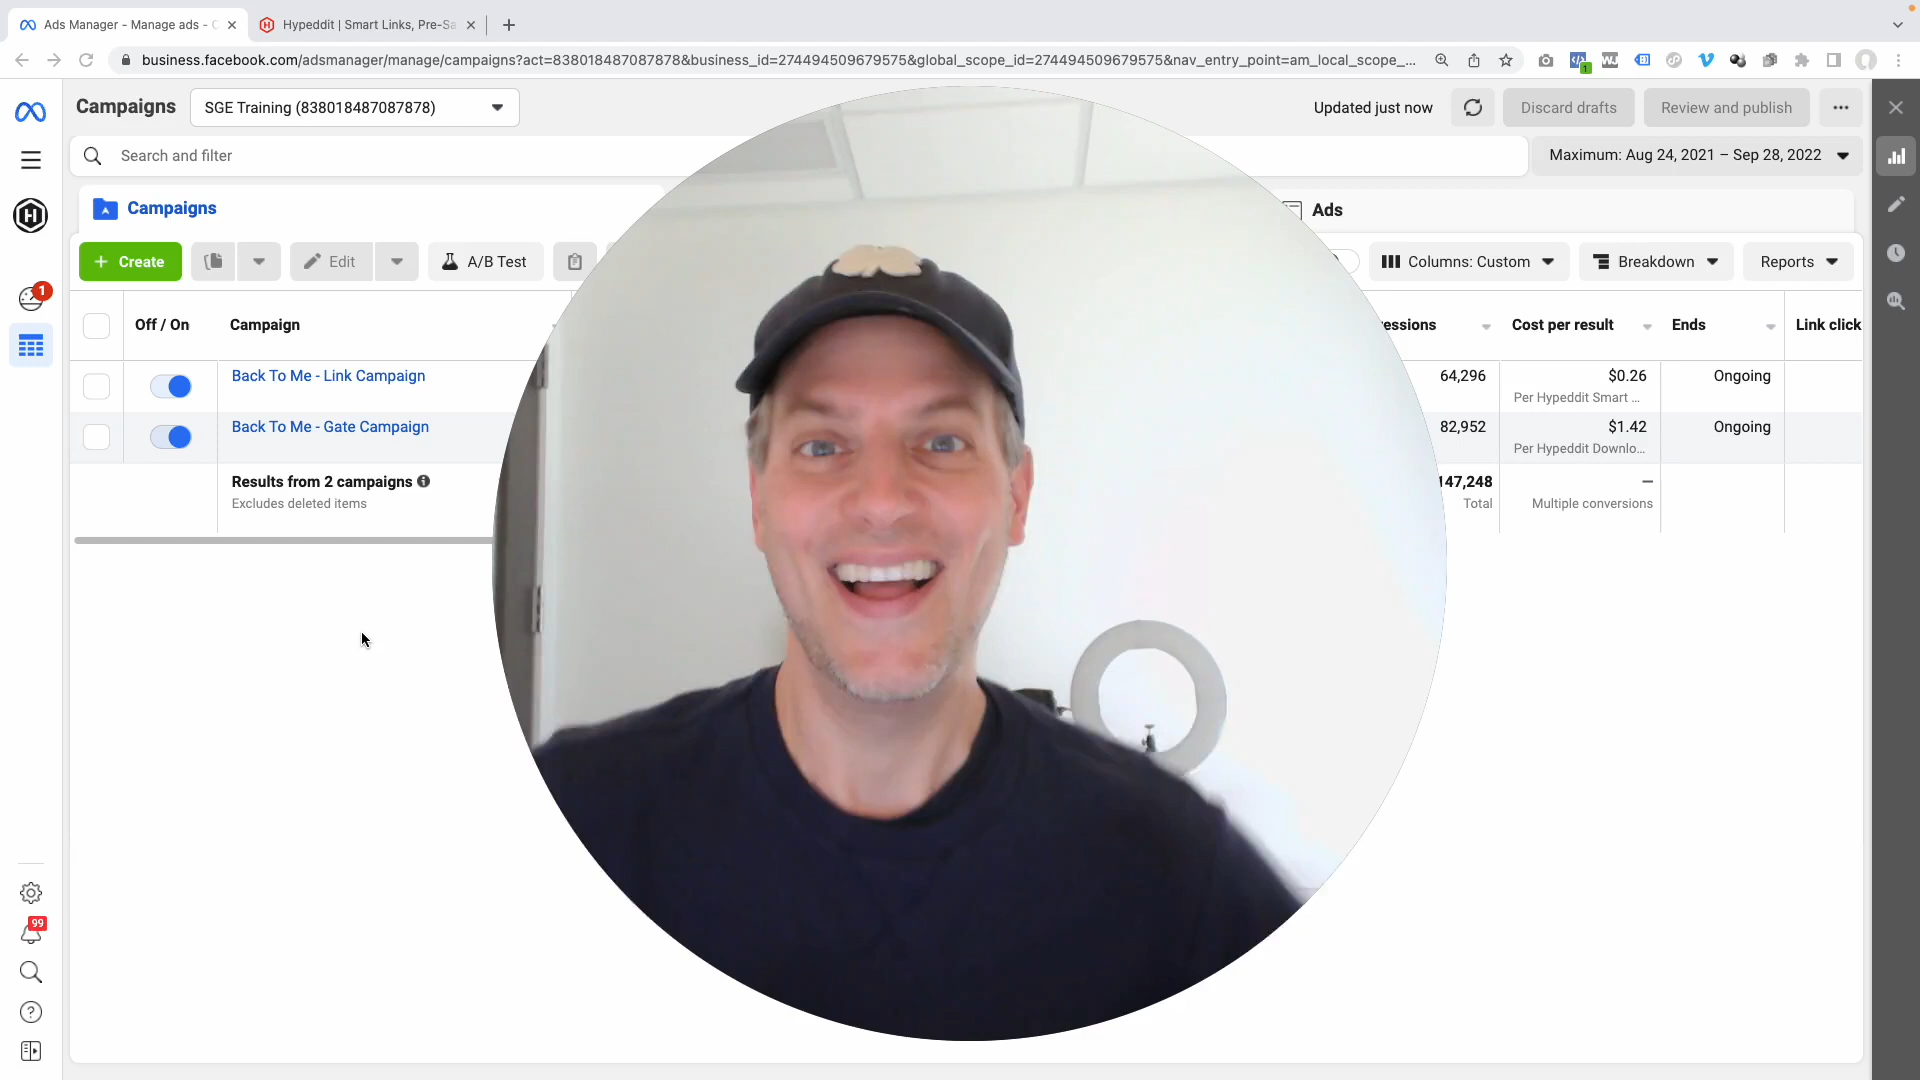 Ads Manager - Manage ads - C
Hypeddit | Smart Links, Pre-Sa
business.facebook.com/adsmanager/manage/campaigns?act=838018487087878&business_id=274494509679575&global_scope_id=274494509679575&nav_entry_point=am_local_scope_...
1
Campaigns
SGE Training (838018487087878)
Updated just now
Discard drafts
Review and publish
Search and filter
Maximum: Aug 24, 2021 – Sep 28, 2022
Campaigns
Ads
+ Create
Edit
A/B Test
Columns: Custom
Breakdown
Reports
1
Off / On
Campaign
essions
Cost per result
Ends
Link click
Back To Me - Link Campaign
64,296
$0.26
Ongoing
Per Hypeddit Smart ...
Back To Me - Gate Campaign
82,952
$1.42
Ongoing
Per Hypeddit Downlo...
Results from 2 campaigns
147,248
—
Excludes deleted items
Total
Multiple conversions
99